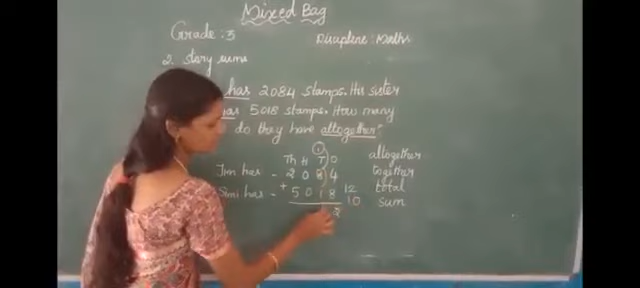 Mixed Bag
Grade : 3 Discipline : Maths
2. story sums
has 2084 stamps. His sister
has 5018 stamps. How many
do they have altogether?
1
Th H T O altogether
Jim has - 2 0 8 4 together
Simi has - + 5 0 1 8 12 total
2 10 sum